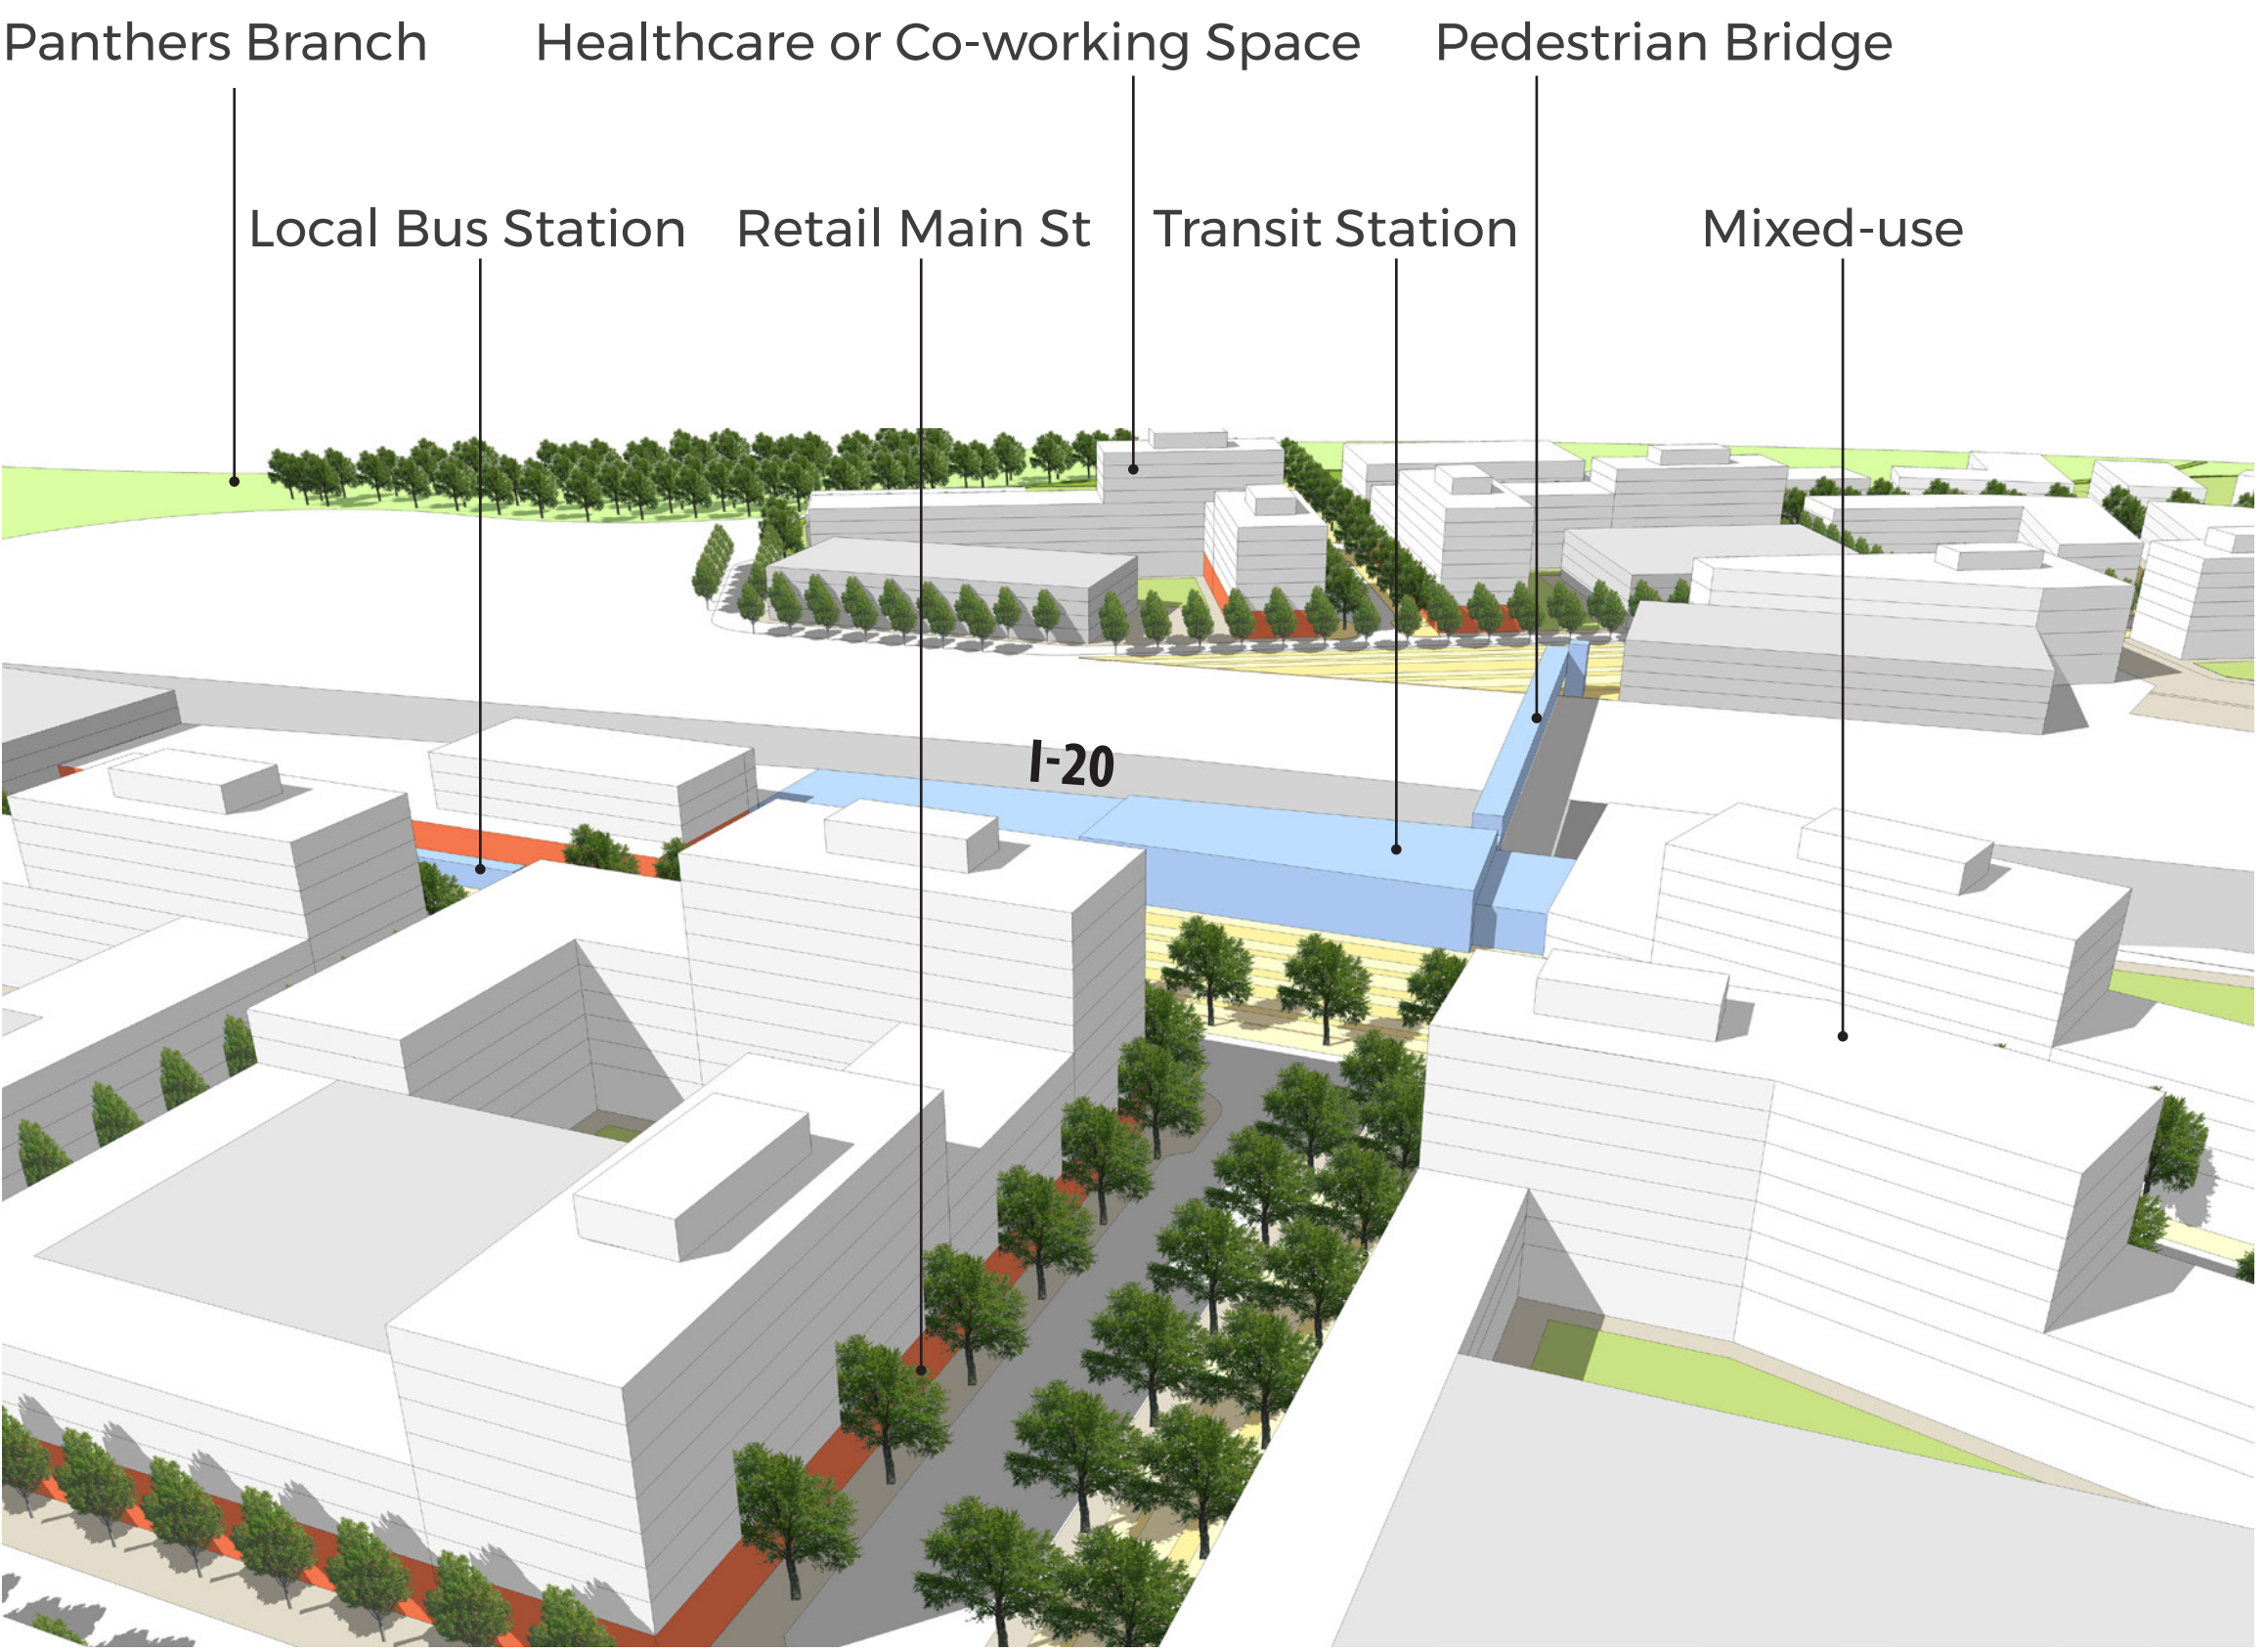 Panthers Branch
Healthcare or Co-working Space
Pedestrian Bridge
Local Bus Station
Retail Main St
Transit Station
Mixed-use
I-20